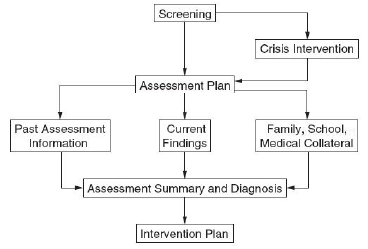 Screening
Crisis Intervention
Assessment Plan
Past Assessment
Information
Current
Findings
Family, School,
Medical Collateral
Assessment Summary and Diagnosis
Intervention Plan